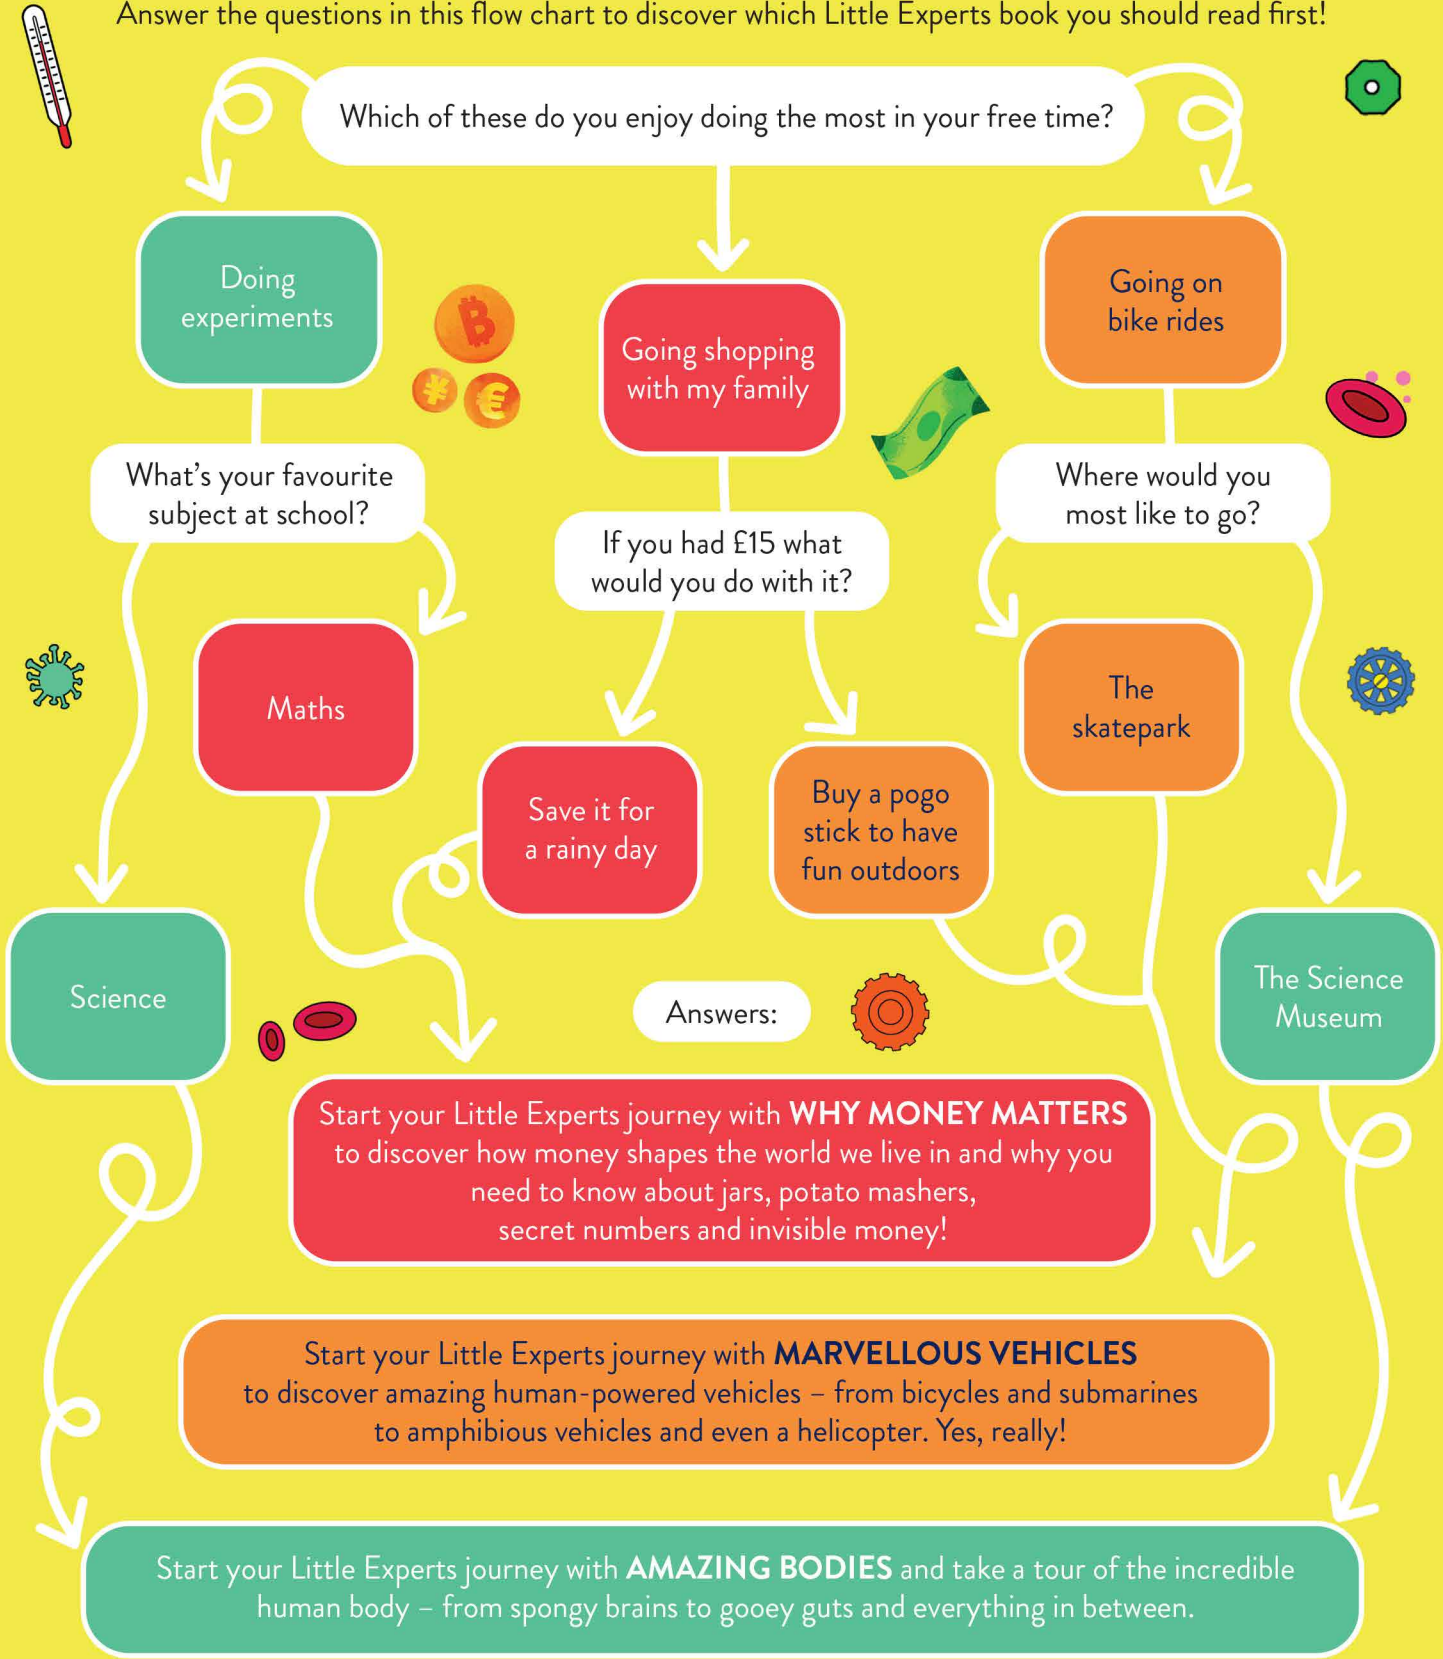 Answer the questions in this flow chart to discover which Little Experts book you should read first!
Which of these do you enjoy doing the most in your free time?
Doing
experiments
Going shopping
with my family
Going on
bike rides
What's your favourite
subject at school?
If you had £15 what
would you do with it?
Where would you
most like to go?
Maths
Save it for
a rainy day
Buy a pogo
stick to have
fun outdoors
The
skatepark
Science
The Science
Museum
Answers:
Start your Little Experts journey with WHY MONEY MATTERS
to discover how money shapes the world we live in and why you
need to know about jars, potato mashers,
secret numbers and invisible money!
Start your Little Experts journey with MARVELLOUS VEHICLES
to discover amazing human-powered vehicles – from bicycles and submarines
to amphibious vehicles and even a helicopter. Yes, really!
Start your Little Experts journey with AMAZING BODIES and take a tour of the incredible
human body – from spongy brains to gooey guts and everything in between.